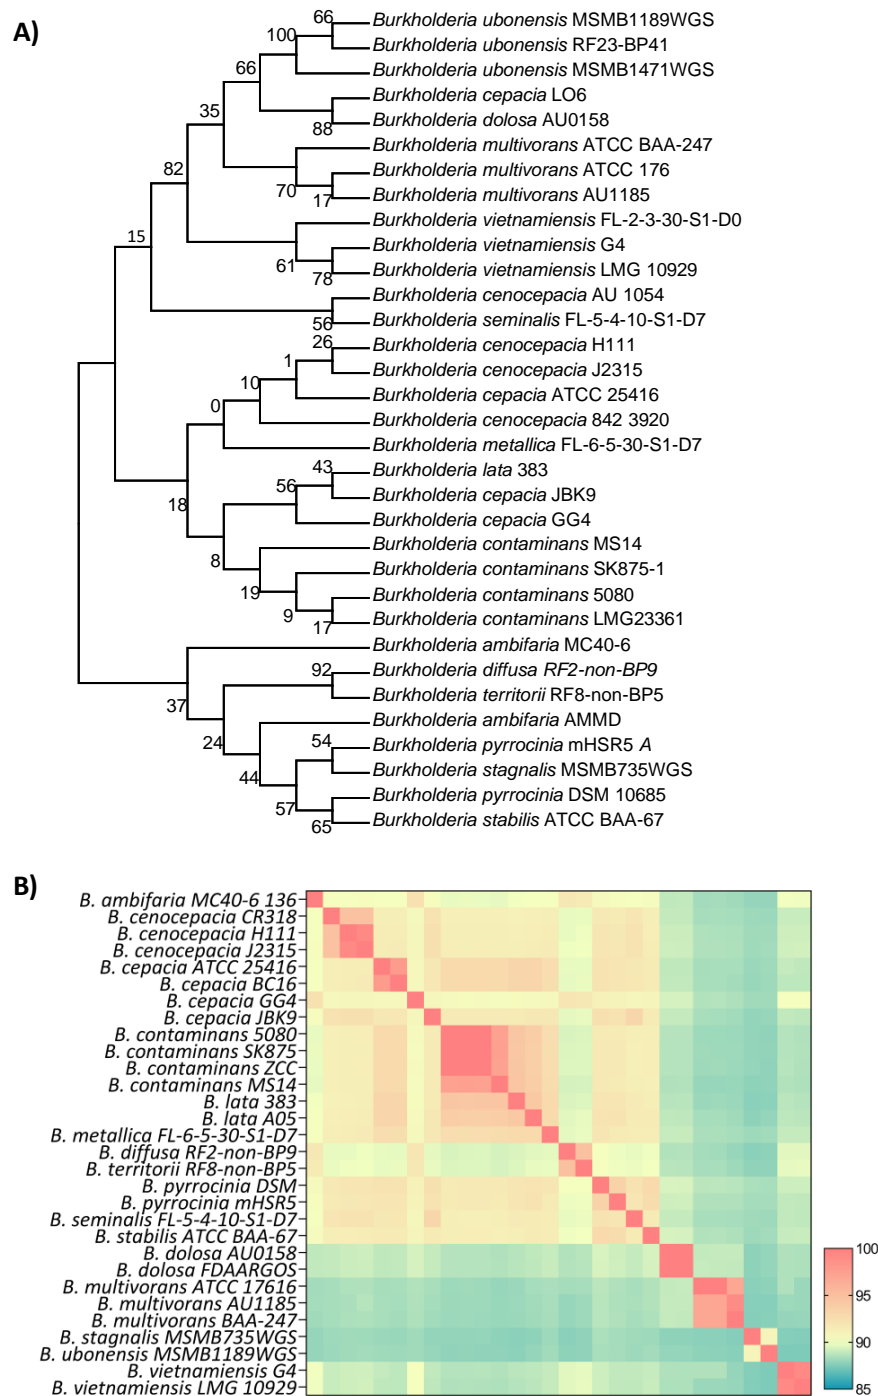 A)
66
Burkholderia ubonensis MSMB1189WGS
100
Burkholderia ubonensis RF23-BP41
66
Burkholderia ubonensis MSMB1471WGS
Burkholderia cepacia LO6
35
88
Burkholderia dolosa AU0158
Burkholderia multivorans ATCC BAA-247
82
Burkholderia multivorans ATCC 176
70
17
Burkholderia multivorans AU1185
Burkholderia vietnamiensis FL-2-3-30-S1-D0
15
Burkholderia vietnamiensis G4
61
78
Burkholderia vietnamiensis LMG 10929
Burkholderia cenocepacia AU 1054
56
Burkholderia seminalis FL-5-4-10-S1-D7
26
Burkholderia cenocepacia H111
1
Burkholderia cenocepacia J2315
10
Burkholderia cepacia ATCC 25416
0
Burkholderia cenocepacia 842 3920
Burkholderia metallica FL-6-5-30-S1-D7
43
Burkholderia lata 383
56
Burkholderia cepacia JBK9
18
Burkholderia cepacia GG4
Burkholderia contaminans MS14
8
Burkholderia contaminans SK875-1
19
Burkholderia contaminans 5080
9
17
Burkholderia contaminans LMG23361
Burkholderia ambifaria MC40-6
92
Burkholderia diffusa RF2-non-BP9
37
Burkholderia territorii RF8-non-BP5
Burkholderia ambifaria AMMD
24
54
Burkholderia pyrrocinia mHSR5 A
44
Burkholderia stagnalis MSMB735WGS
57
Burkholderia pyrrocinia DSM 10685
65
Burkholderia stabilis ATCC BAA-67
B)
B. ambifaria MC40-6 136
B. cenocepacia CR318
B. cenocepacia H111
B. cenocepacia J2315
B. cepacia ATCC 25416
B. cepacia BC16
B. cepacia GG4
B. cepacia JBK9
B. contaminans 5080
B. contaminans SK875
B. contaminans ZCC
B. contaminans MS14
B. lata 383
B. lata A05
B. metallica FL-6-5-30-S1-D7
B. diffusa RF2-non-BP9
B. territorii RF8-non-BP5
B. pyrrocinia DSM
B. pyrrocinia mHSR5
B. seminalis FL-5-4-10-S1-D7
B. stabilis ATCC BAA-67
B. dolosa AU0158
B. dolosa FDAARGOS
B. multivorans ATCC 17616
B. multivorans AU1185
B. multivorans BAA-247
B. stagnalis MSMB735WGS
B. ubonensis MSMB1189WGS
B. vietnamiensis G4
B. vietnamiensis LMG 10929
100
95
90
85